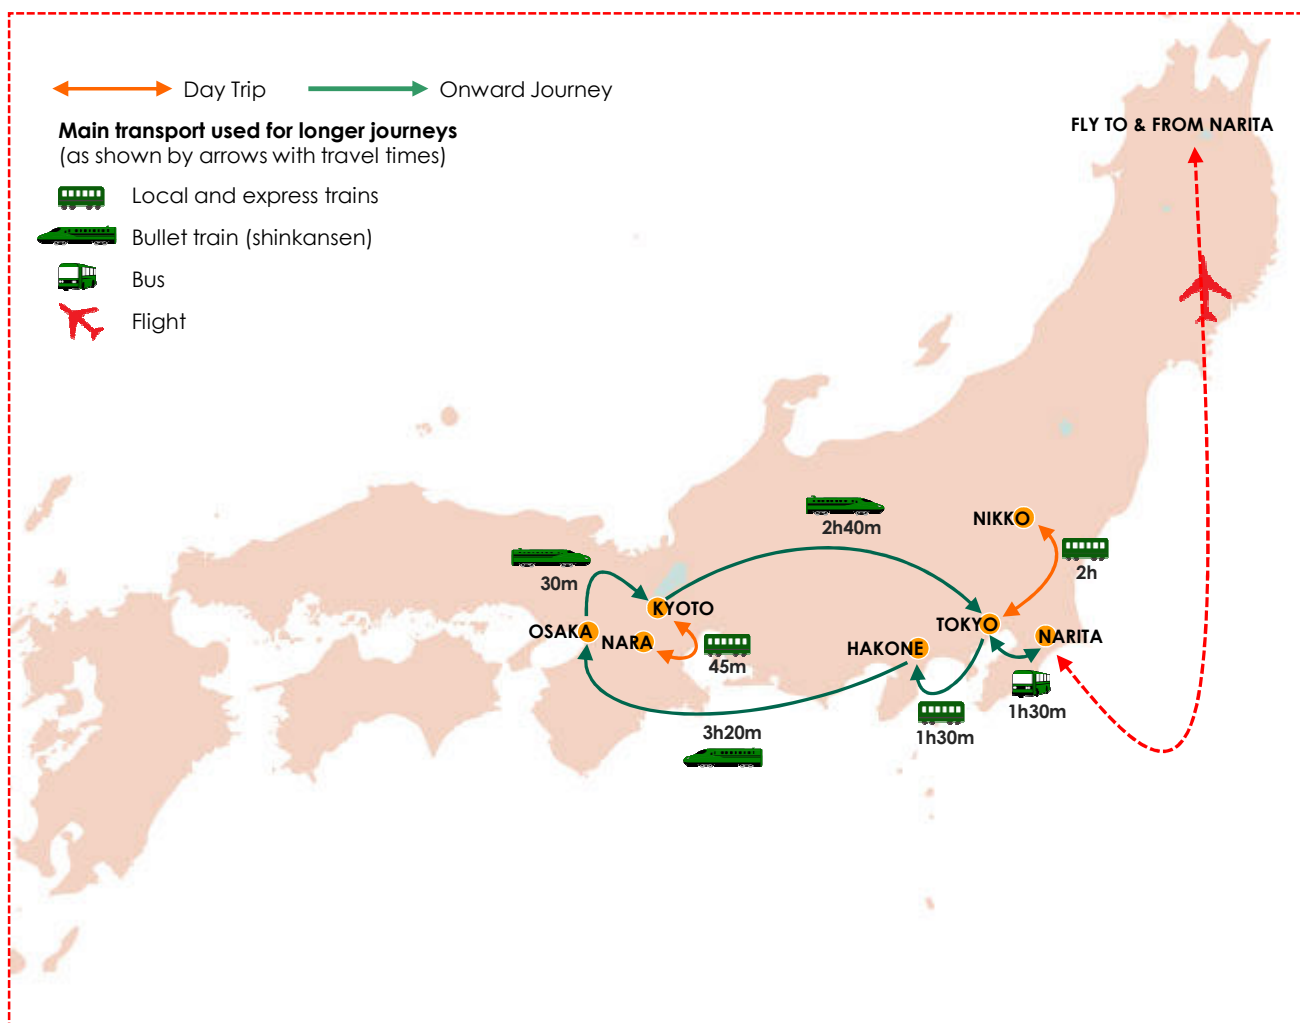 Day Trip
Onward Journey
Main transport used for longer journeys
(as shown by arrows with travel times)
Local and express trains
Bullet train (shinkansen)
Bus
Flight
FLY TO & FROM NARITA
2h40m
NIKKO
2h
30m
KYOTO
OSAKA
NARA
45m
TOKYO
NARITA
HAKONE
1h30m
1h30m
3h20m